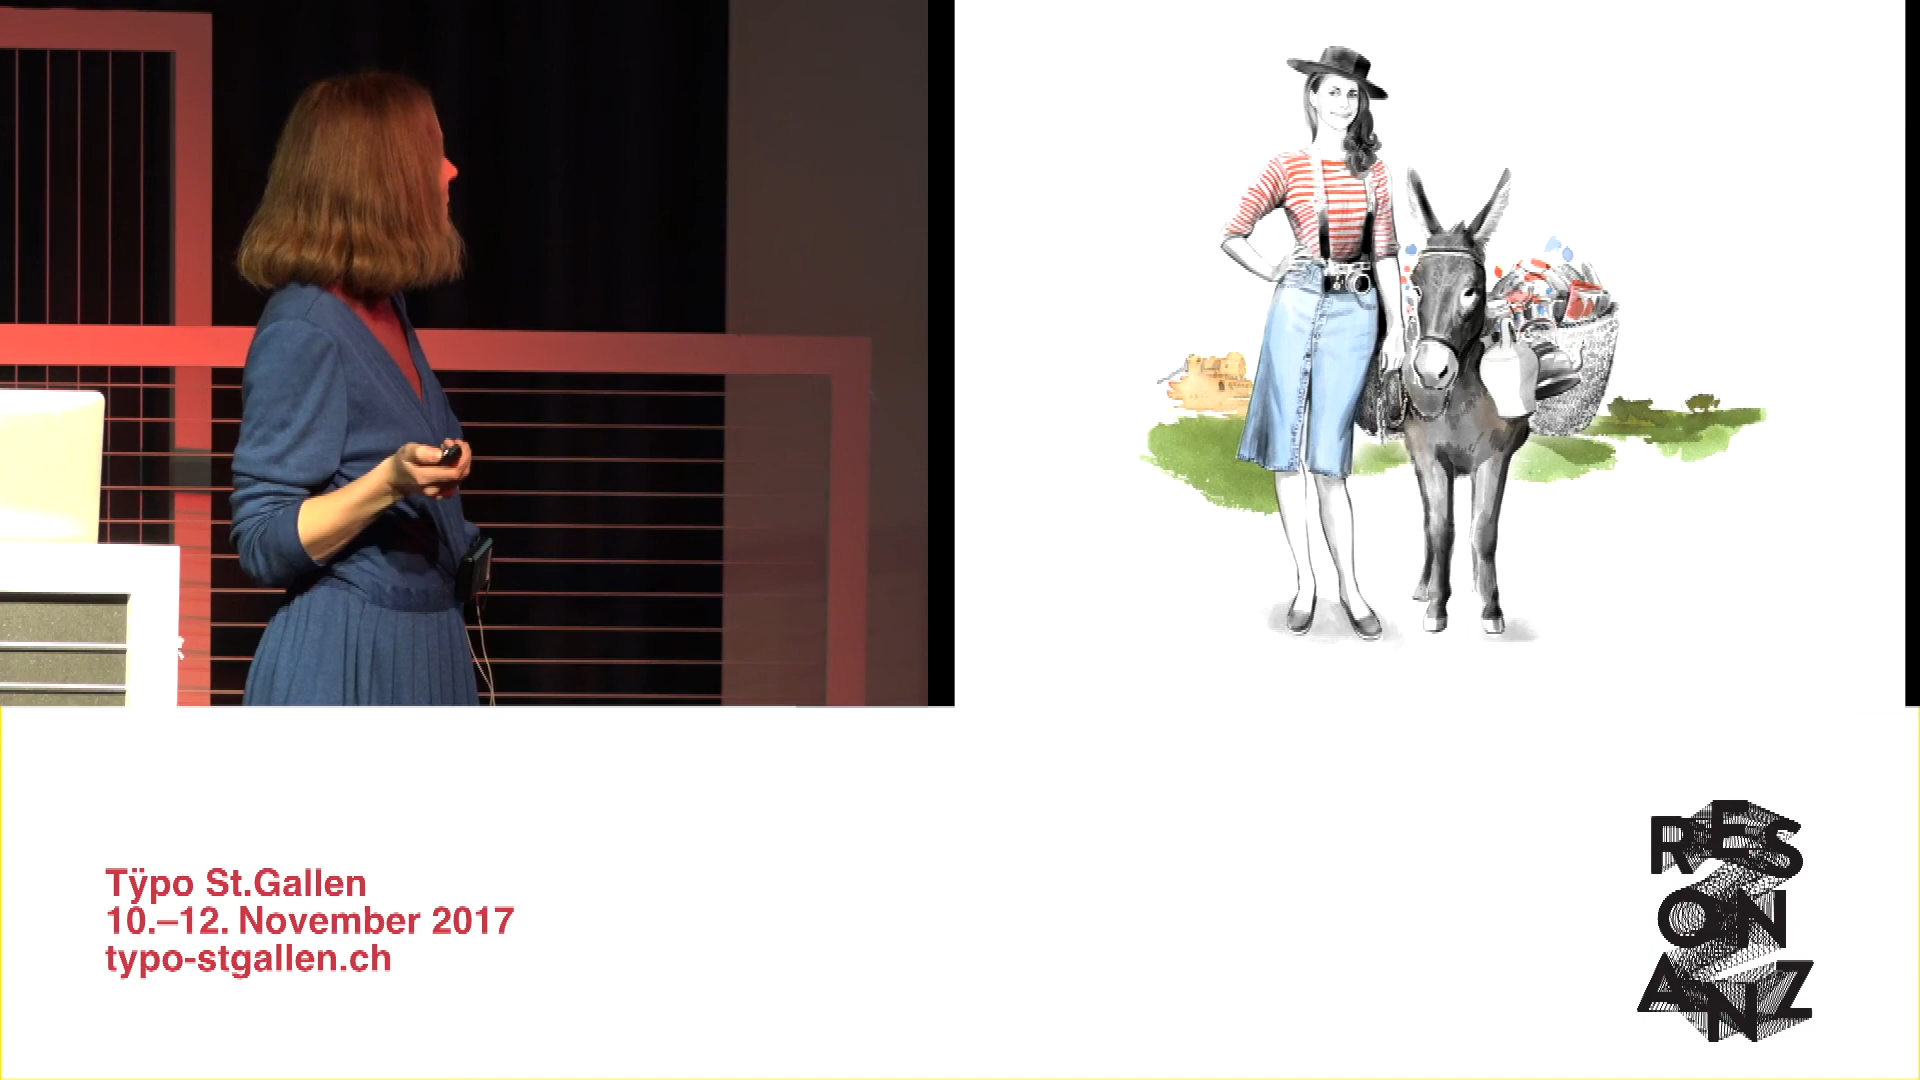 Tÿpo St.Gallen
10.–12. November 2017
typo-stgallen.ch
RES
ON
ANZ